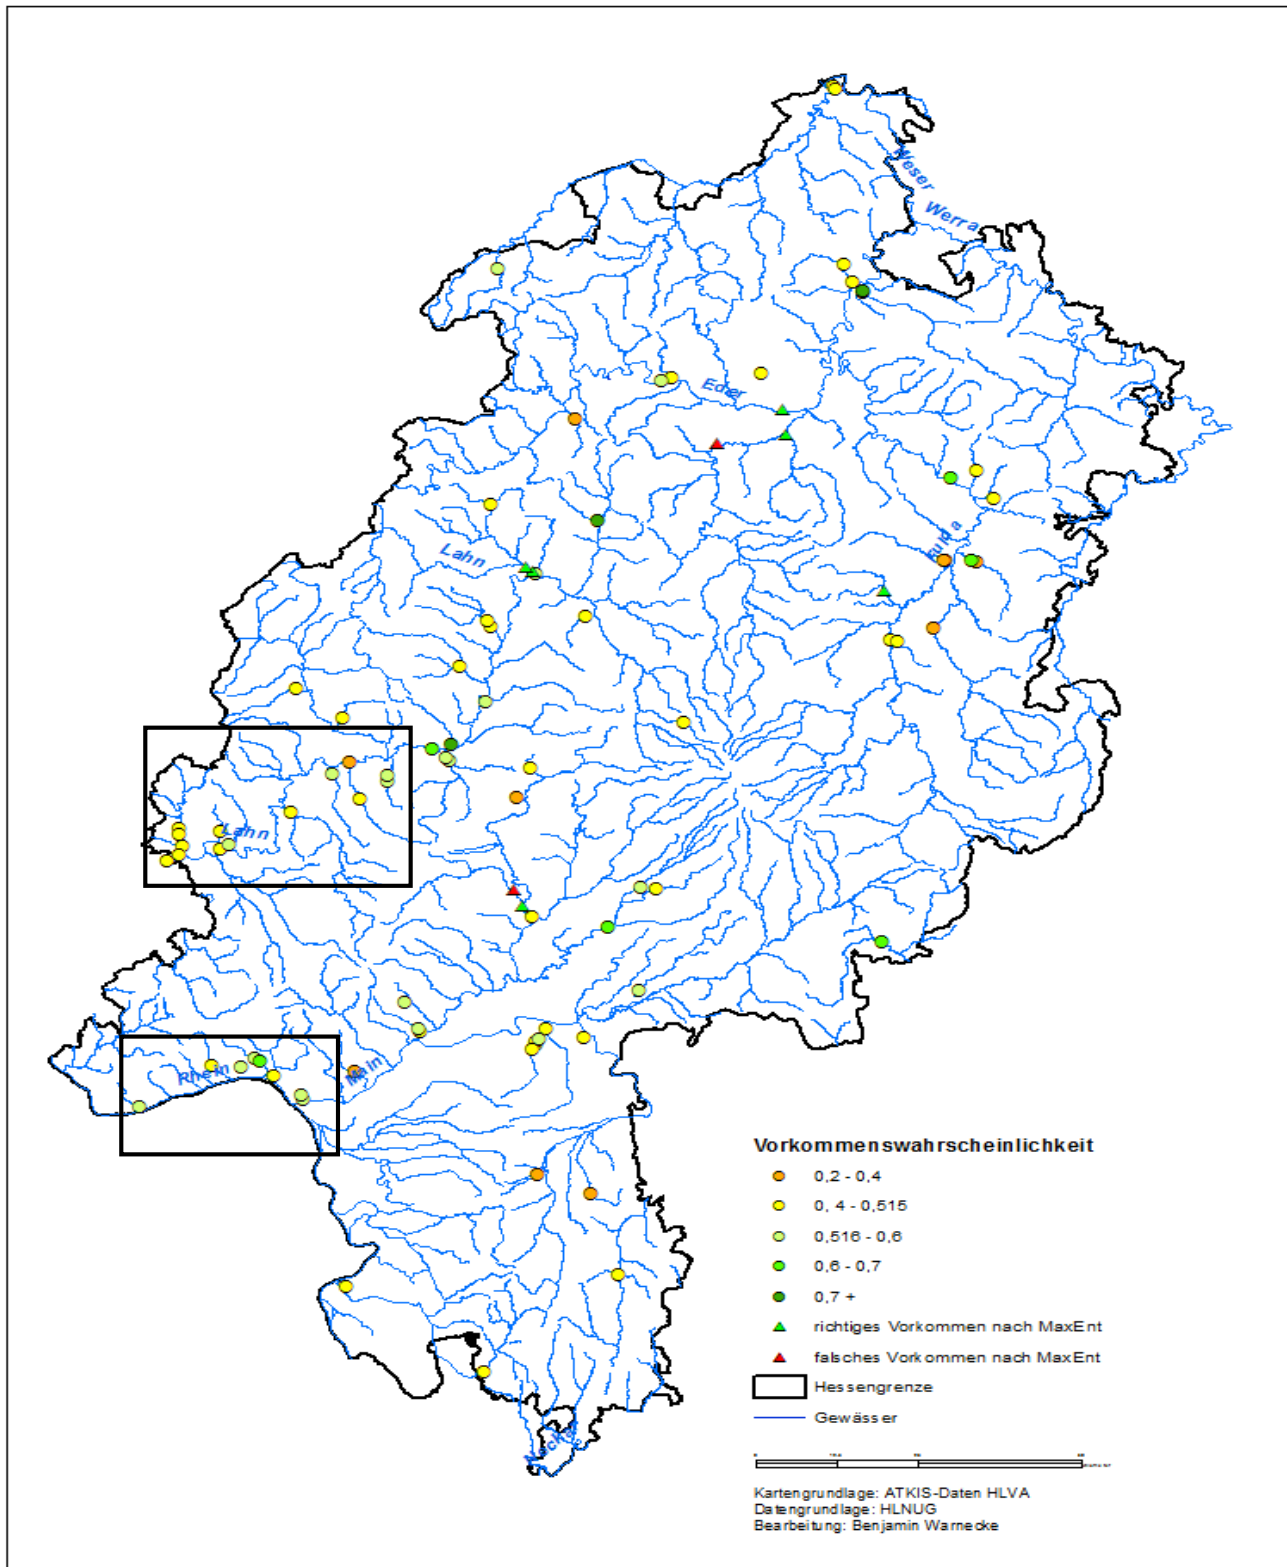 Weser
Werra
Eder
Fulda
Lahn
Lahn
Rhein
Main
Neckar
Vorkommenswahrscheinlichkeit
0,2 - 0,4
0, 4 - 0,515
0,516 - 0,6
0,6 - 0,7
0,7 +
richtiges Vorkommen nach MaxEnt
falsches Vorkommen nach MaxEnt
Hessengrenze
Gewässer
Kartengrundlage: ATKIS-Daten HLVA
Datengrundlage: HLNUG
Bearbeitung: Benjamin Warnecke